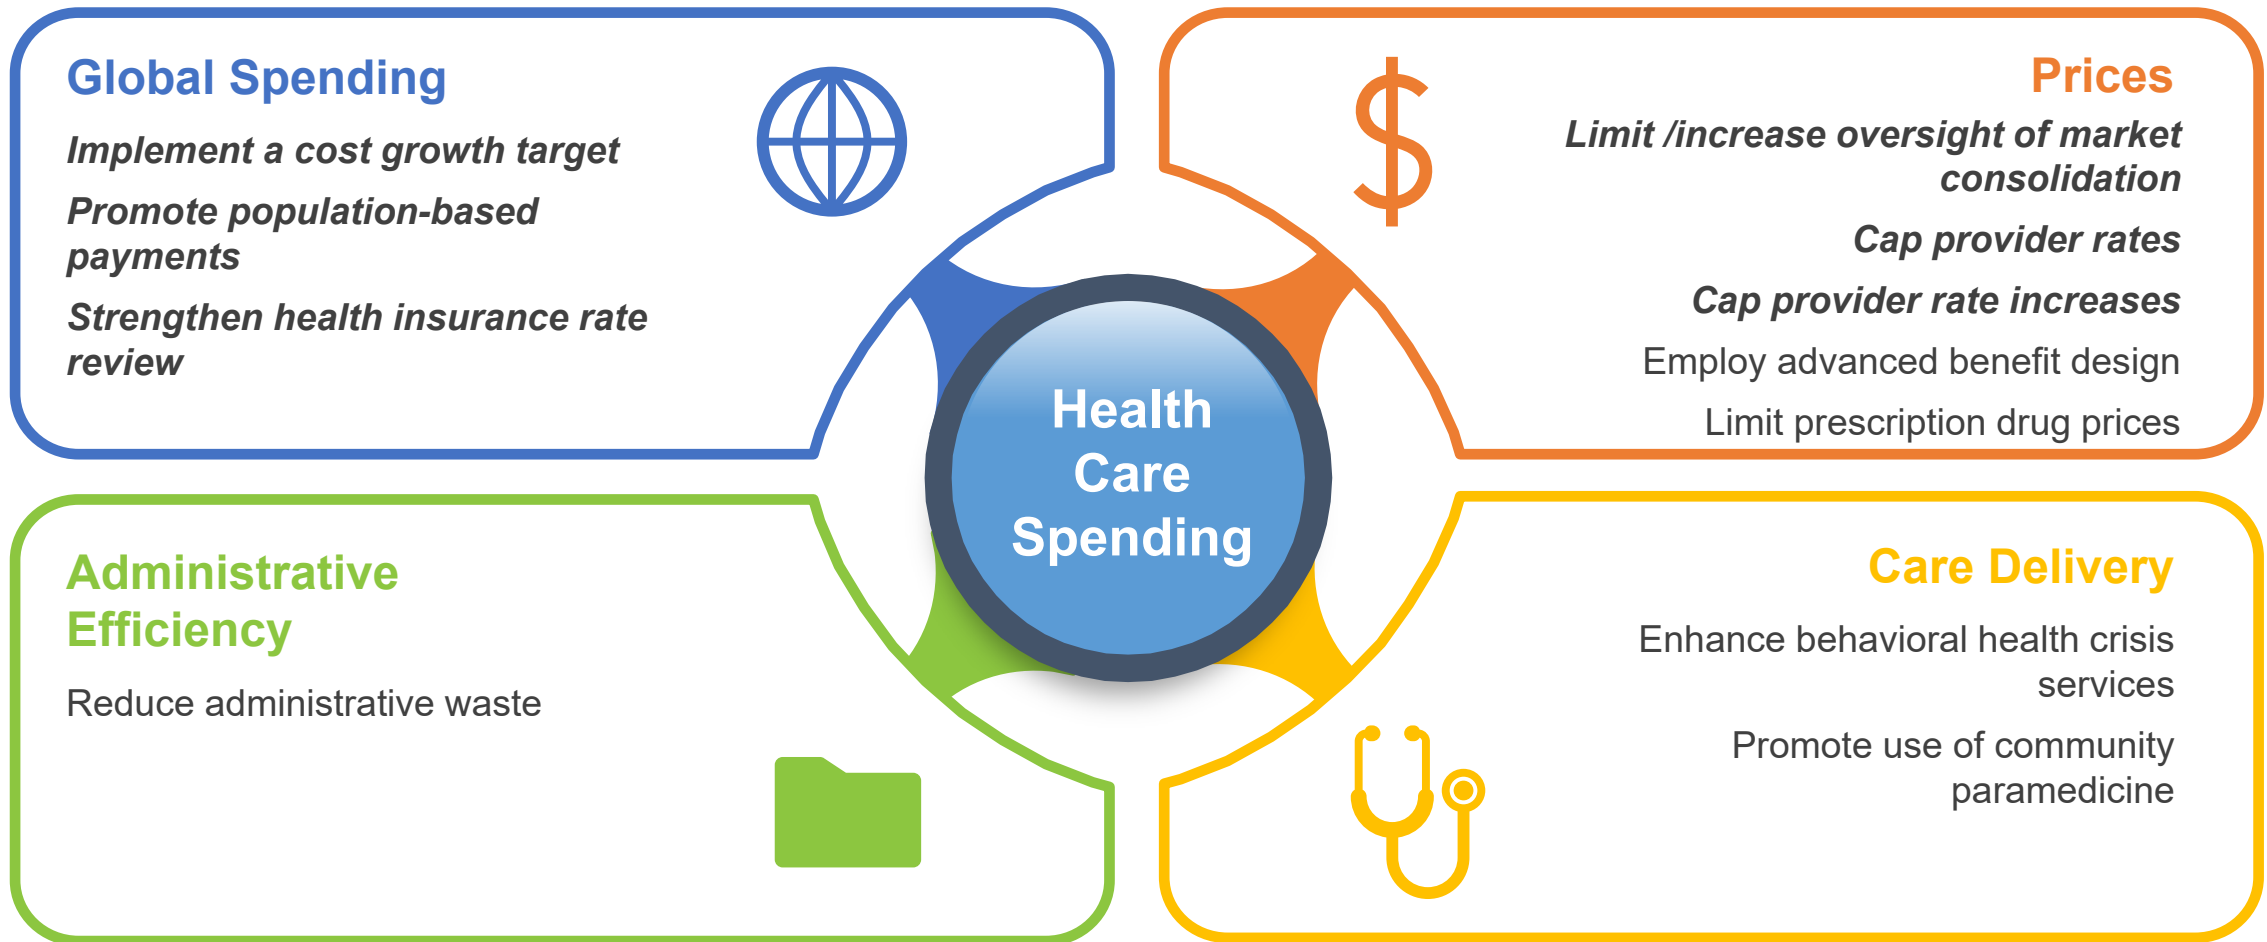 Global Spending
Implement a cost growth target
Promote population-based
payments
Strengthen health insurance rate
review
Prices
Limit /increase oversight of market
consolidation
Cap provider rates
Cap provider rate increases
Employ advanced benefit design
Limit prescription drug prices
Health
Care
Spending
Administrative
Efficiency
Reduce administrative waste
Care Delivery
Enhance behavioral health crisis
services
Promote use of community
paramedicine